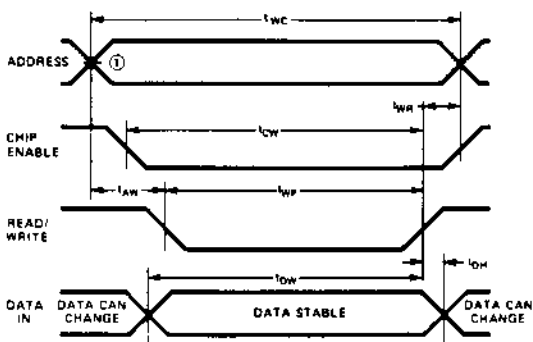 tWC
ADDRESS
①
tWR
CHIP
ENABLE
tCW
tAW
tWP
READ/
WRITE
tDW
tDH
DATA
IN
DATA CAN
CHANGE
DATA STABLE
DATA CAN
CHANGE